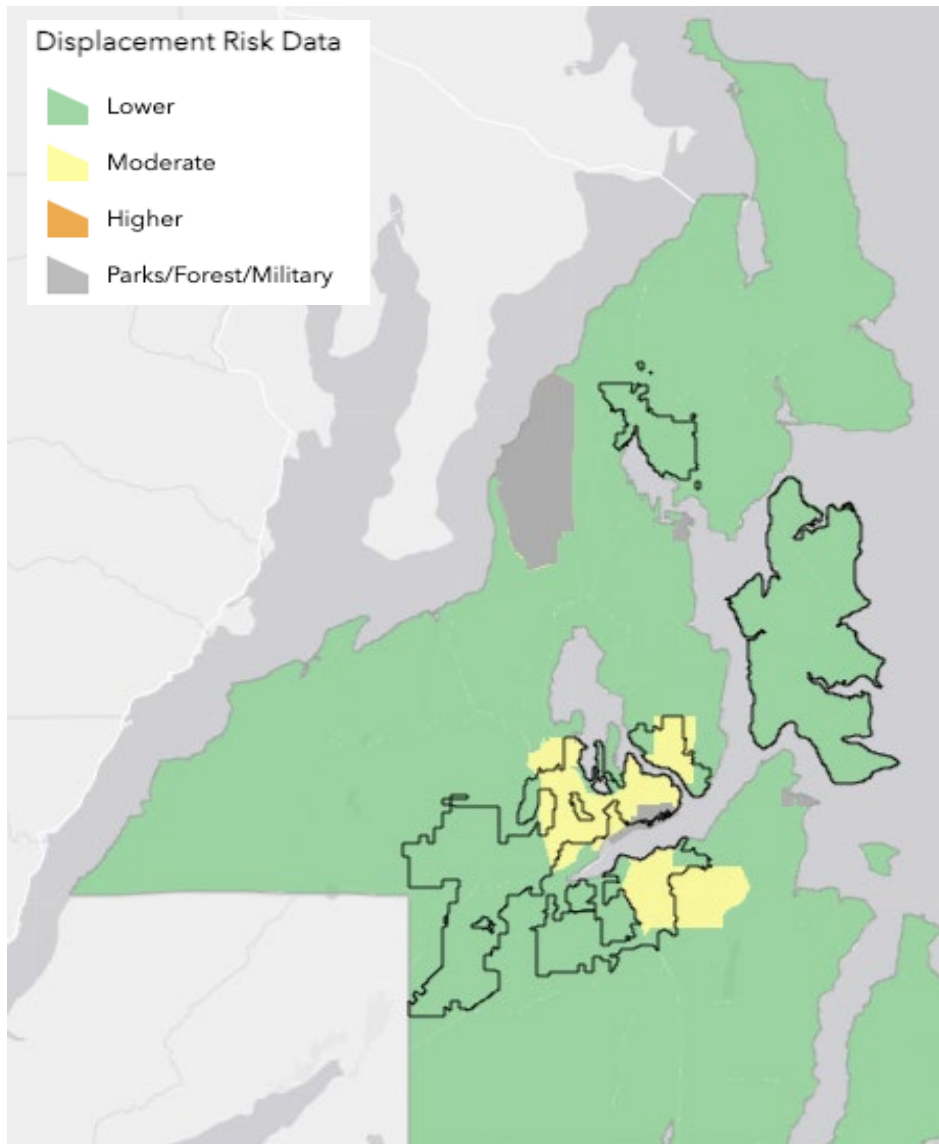 Displacement Risk Data
Lower
Moderate
Higher
Parks/Forest/Military